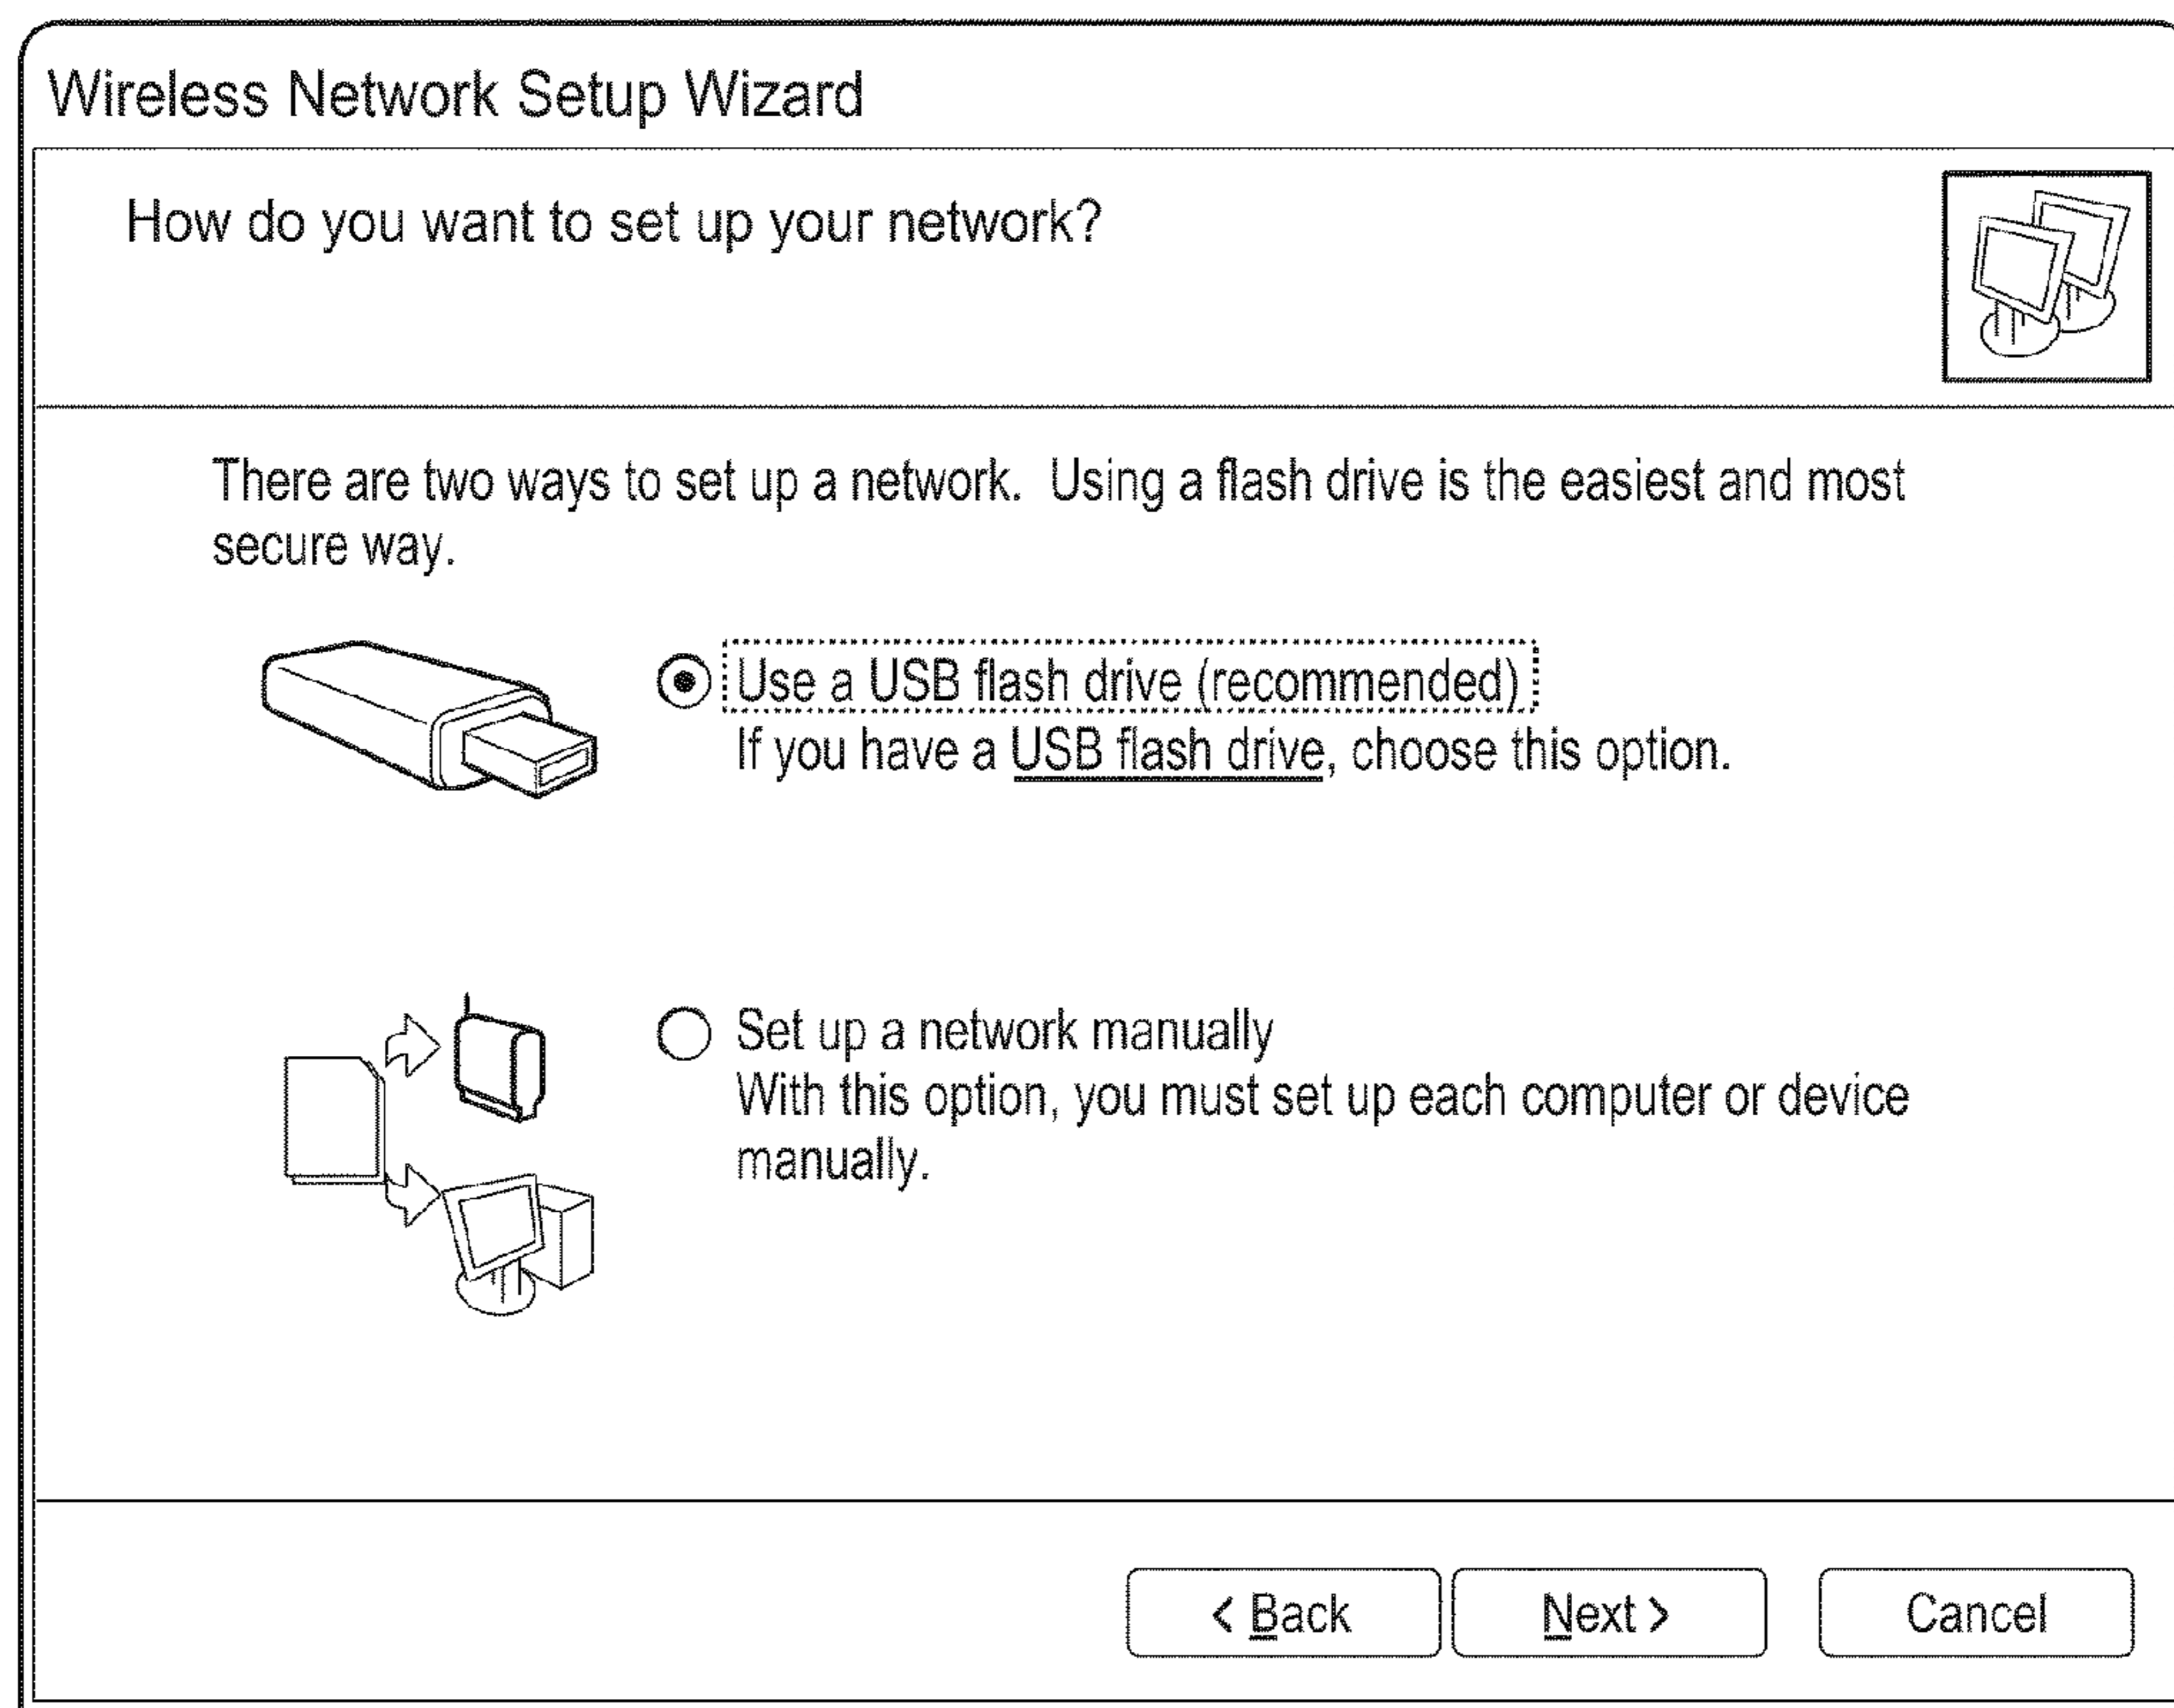 Wireless Network Setup Wizard
How do you want to set up your network?
There are two ways to set up a network.  Using a flash drive is the easiest and most
secure way.
Use a USB flash drive (recommended)
If you have a USB flash drive, choose this option.
Set up a network manually
With this option, you must set up each computer or device
manually.
< Back
Next >
Cancel